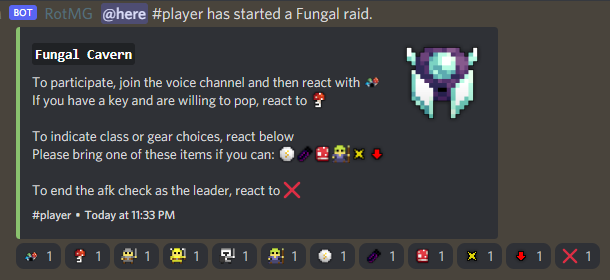 BOT RotMG @here #player has started a Fungal raid.
Fungal Cavern
To participate, join the voice channel and then react with
If you have a key and are willing to pop, react to
To indicate class or gear choices, react below
Please bring one of these items if you can:
To end the afk check as the leader, react to
#player • Today at 11:33 PM
1 1 1 1 1 1 1 1 1 1 1 1